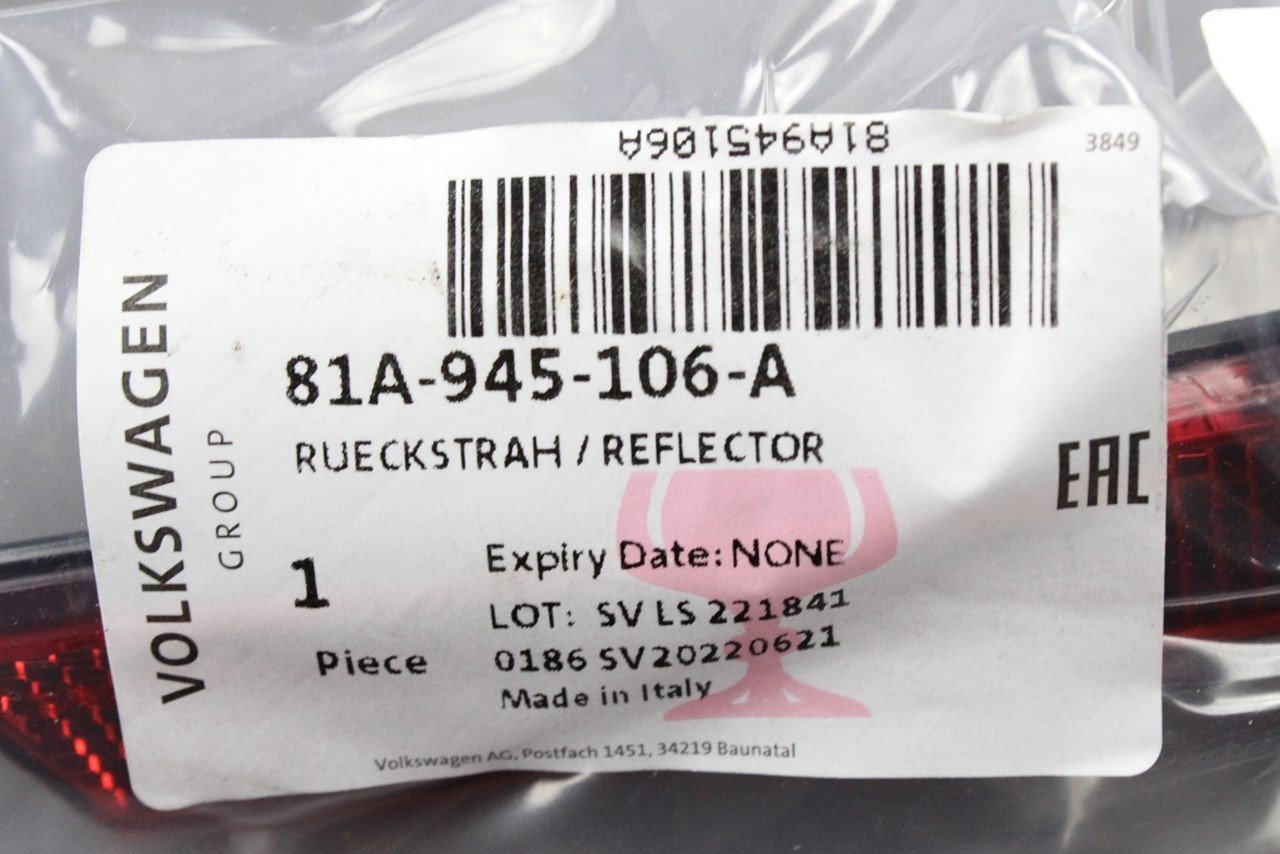 81A945106A
3849
81A-945-106-A
RUECKSTRAH / REFLECTOR
EAC
VOLKSWAGEN
GROUP
1
Piece
Expiry Date: NONE
LOT: SV LS 221841
0186 SV20220621
Made in Italy
Volkswagen AG, Postfach 1451, 34219 Baunatal